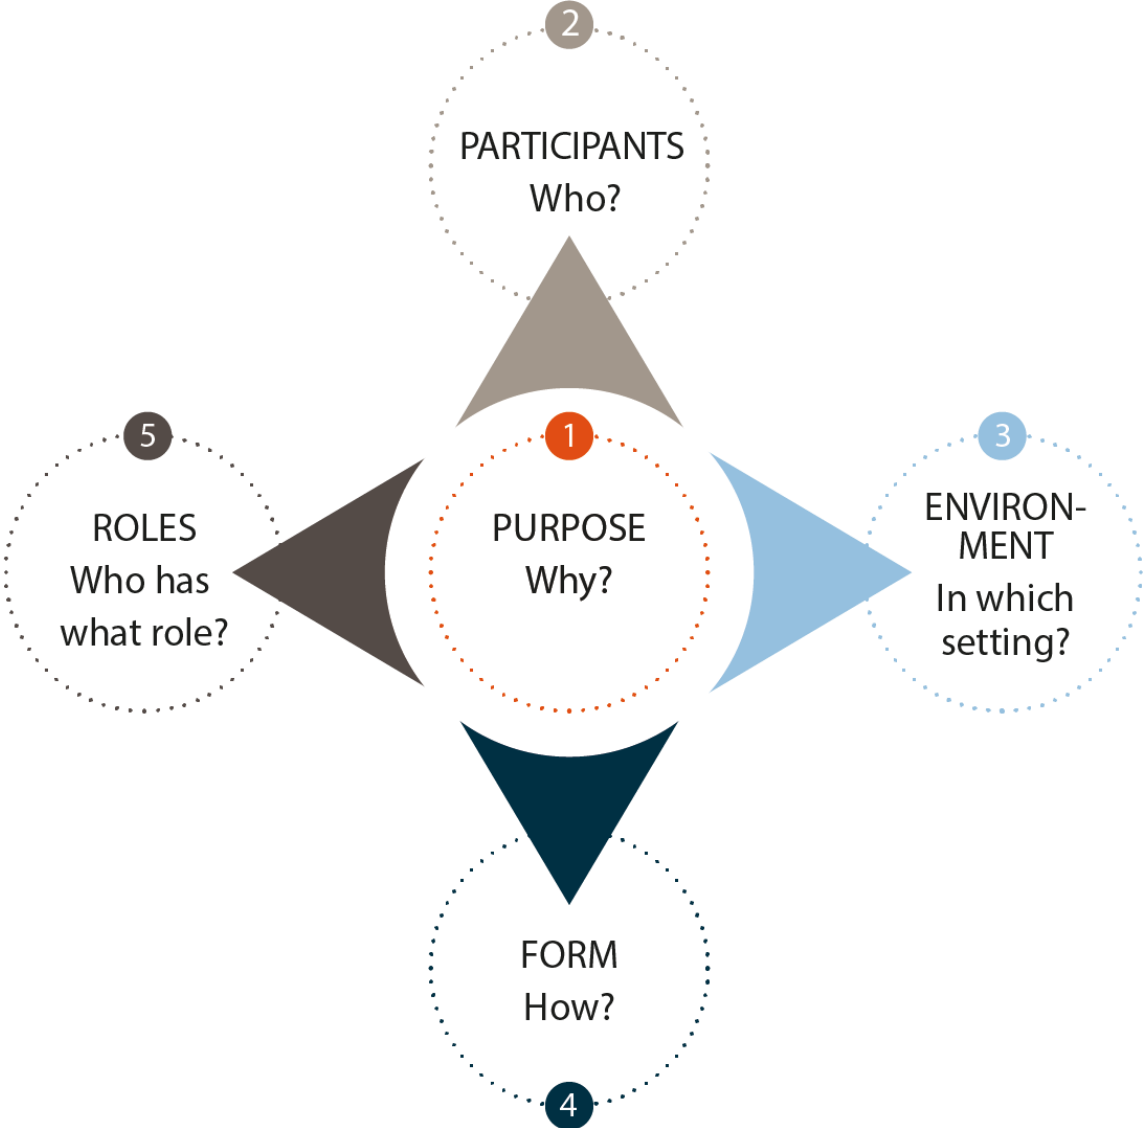 2
PARTICIPANTS
Who?
1
PURPOSE
Why?
3
ENVIRON-
MENT
In which
setting?
4
FORM
How?
5
ROLES
Who has
what role?